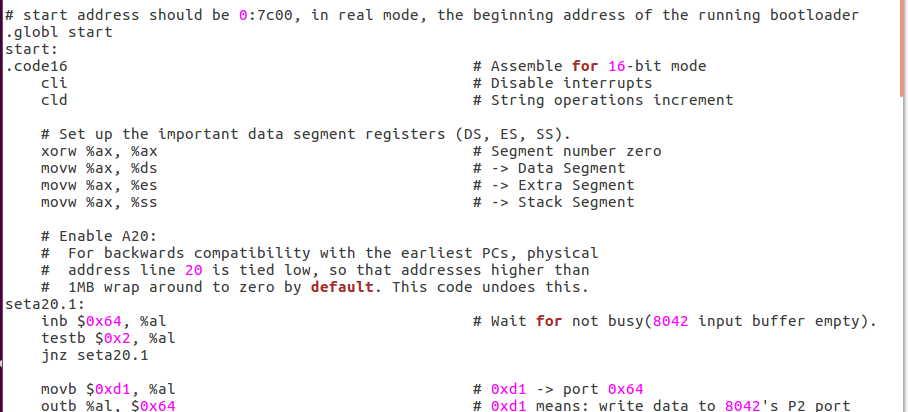 # start address should be 0:7c00, in real mode, the beginning address of the running bootloader
.globl start
start:
.code16                                             # Assemble for 16-bit mode
    cli                                             # Disable interrupts
    cld                                             # String operations increment

    # Set up the important data segment registers (DS, ES, SS).
    xorw %ax, %ax                                   # Segment number zero
    movw %ax, %ds                                   # -> Data Segment
    movw %ax, %es                                   # -> Extra Segment
    movw %ax, %ss                                   # -> Stack Segment

    # Enable A20:
    #  For backwards compatibility with the earliest PCs, physical
    #  address line 20 is tied low, so that addresses higher than
    #  1MB wrap around to zero by default. This code undoes this.
seta20.1:
    inb $0x64, %al                                  # Wait for not busy(8042 input buffer empty).
    testb $0x2, %al
    jnz seta20.1

    movb $0xd1, %al                                 # 0xd1 -> port 0x64
    outb %al, $0x64                                 # 0xd1 means: write data to 8042's P2 port